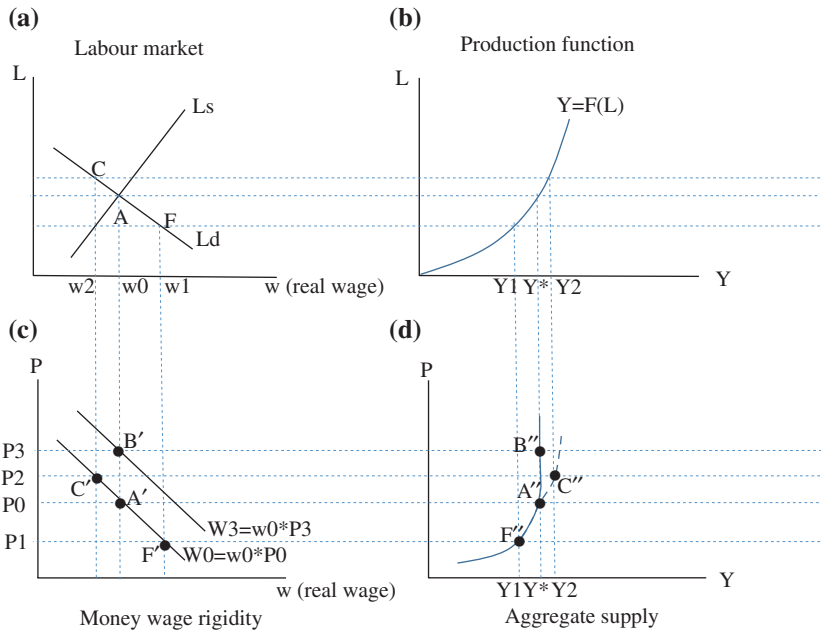 (a)
Labour market
L
Ls
C
A
F
Ld
w2 w0 w1 w (real wage)
(b)
Production function
L
Y=F(L)
Y1 Y* Y2 Y
(c)
P
P3
P2
P0
P1
B′
C′
A′
F′
W3=w0*P3
W0=w0*P0
w (real wage)
Money wage rigidity
(d)
P
B″
C″
A″
F″
Y1 Y* Y2 Y
Aggregate supply